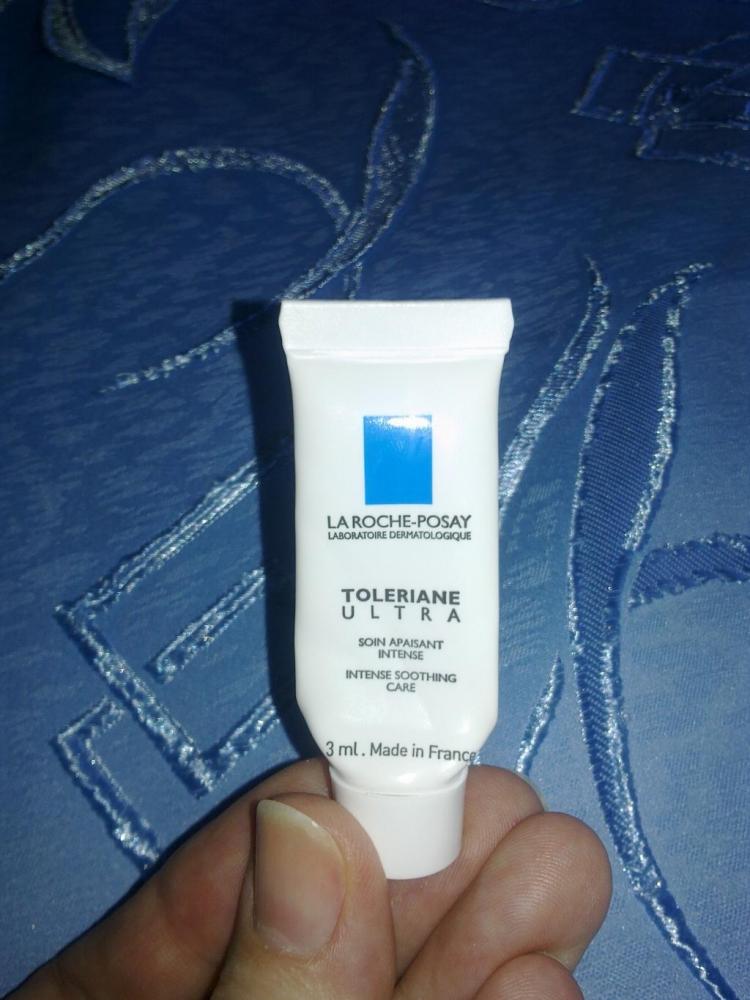 LA ROCHE-POSAY
LABORATOIRE DERMATOLOGIQUE
TOLERIANE
ULTRA
SOIN APAISANT
INTENSE
INTENSE SOOTHING
CARE
3 ml. Made in France